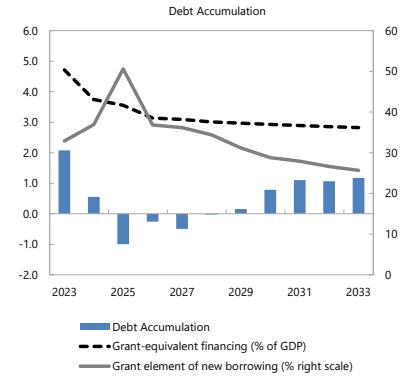 Debt Accumulation
6.0 60
5.0 50
4.0 40
3.0 30
2.0 20
1.0 10
0.0 0
-1.0
-2.0
2023 2025 2027 2029 2031 2033
Debt Accumulation
Grant-equivalent financing (% of GDP)
Grant element of new borrowing (% right scale)